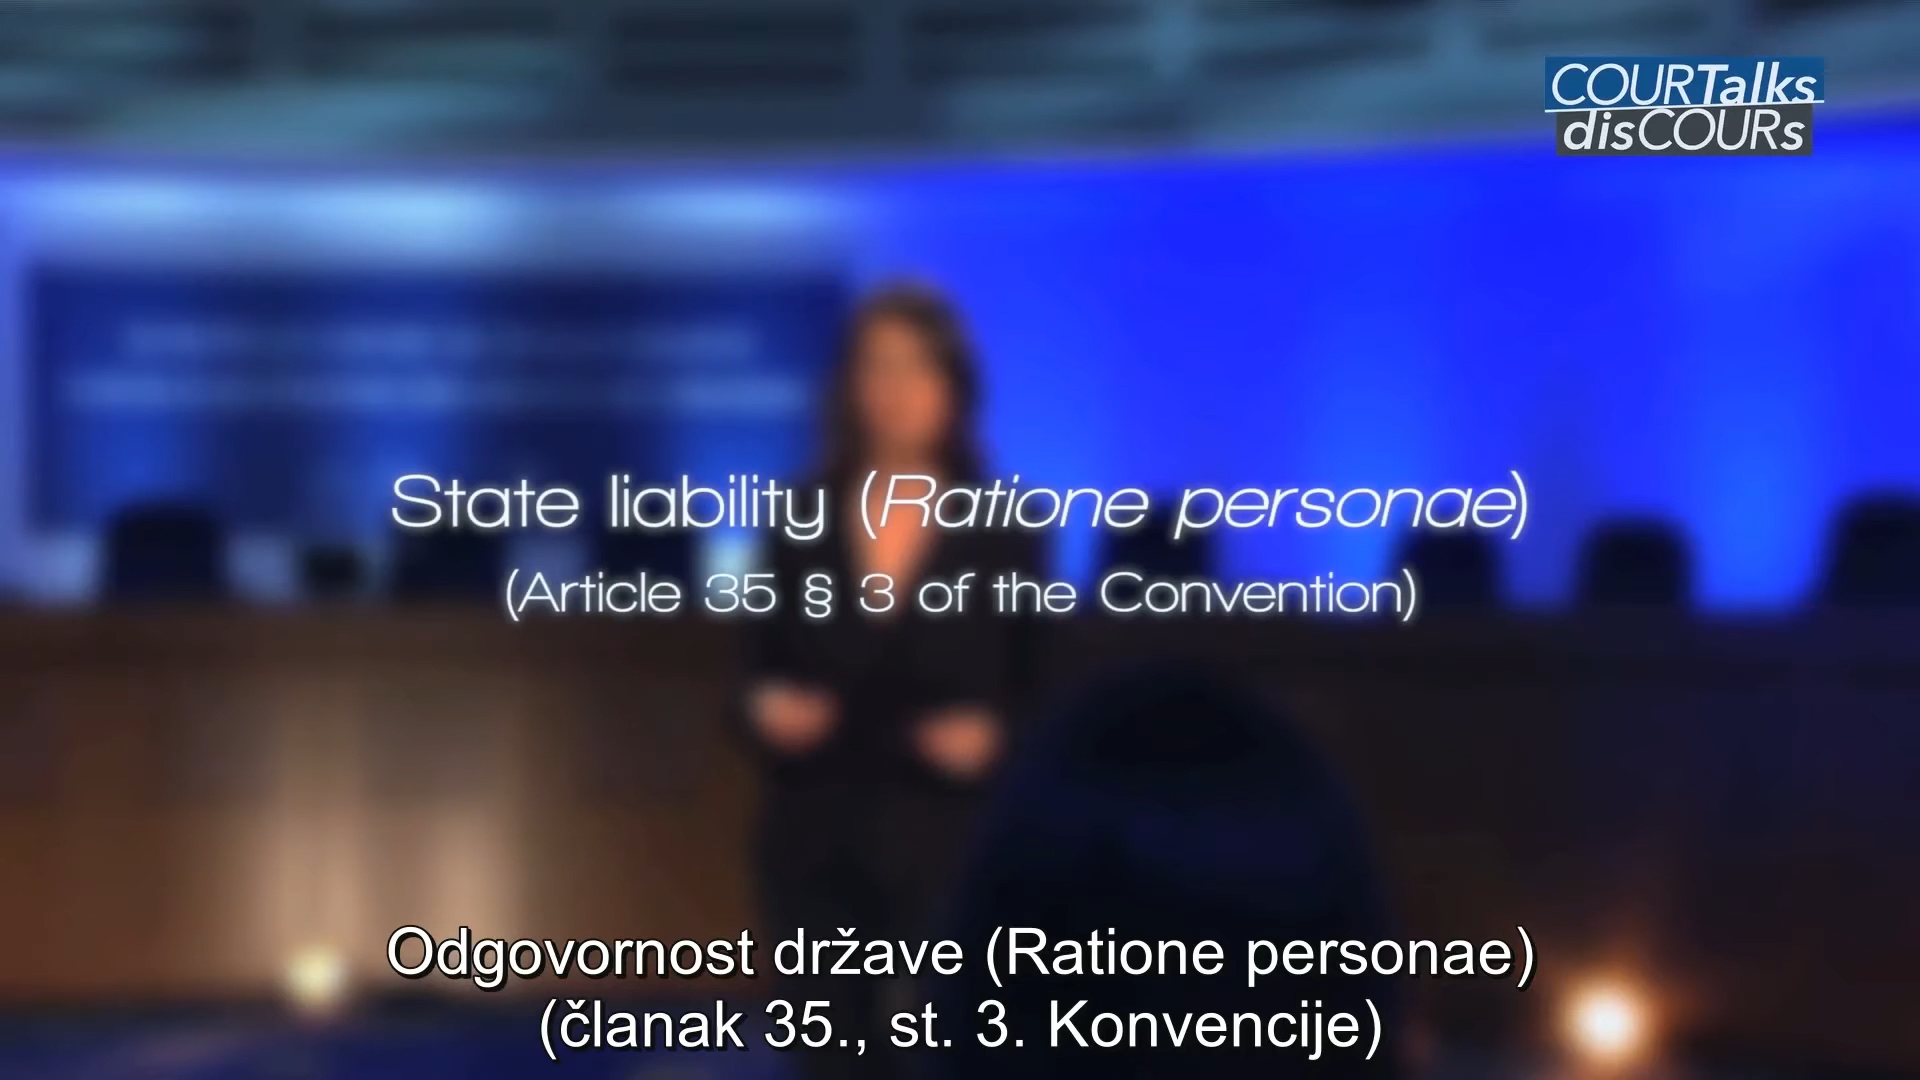 COURTalks
disCOURs
State liability (Ratione personae)
(Article 35 § 3 of the Convention)
Odgovornost države (Ratione personae)
(članak 35., st. 3. Konvencije)